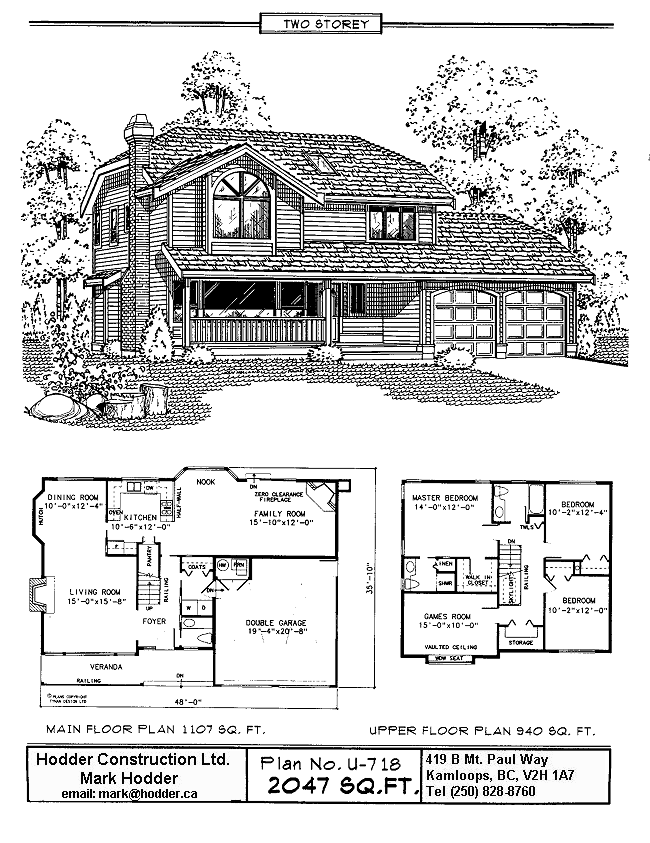 TWO STOREY
DINING ROOM
10'-0"x12'-4"
HUTCH
DW
OVEN
KITCHEN
10'-6"x12'-0"
F
HALF-WALL
PANTRY
NOOK
DN
ZERO CLEARANCE
FIREPLACE
FAMILY ROOM
15'-10"x12'-0"
LIVING ROOM
15'-0"x15'-8"
UP
RAILING
FOYER
COATS
HW
FRN
DN
W D
DOUBLE GARAGE
19'-4"x20'-8"
VERANDA
RAILING
DN
© PLANS COPYRIGHT
TYNAN DESIGN LTD
48'-0"
35'-10"
MAIN FLOOR PLAN 1107 SQ. FT.
MASTER BEDROOM
14'-0"x12'-0"
TWLS
BEDROOM
10'-2"x12'-4"
DN
LINEN
SHWR
WALK IN
CLOSET
SKYLIGHT
RAILING
GAMES ROOM
15'-0"x10'-0"
VAULTED CEILING
WDW SEAT
STORAGE
BEDROOM
10'-2"x12'-0"
UPPER FLOOR PLAN 940 SQ. FT.
Hodder Construction Ltd.
Mark Hodder
email: mark@hodder.ca
Plan No. U-718
2047 SQ.FT.
419 B Mt. Paul Way
Kamloops, BC, V2H 1A7
Tel (250) 828-8760